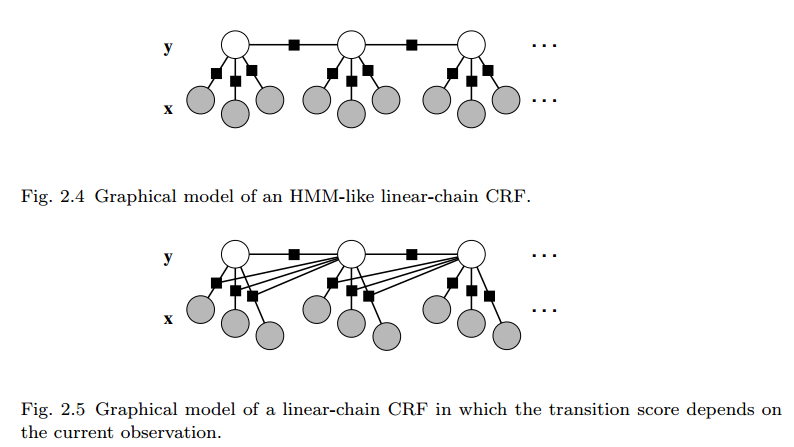 y
. . .
x
. . .
Fig. 2.4 Graphical model of an HMM-like linear-chain CRF.
y
. . .
x
. . .
Fig. 2.5 Graphical model of a linear-chain CRF in which the transition score depends on
the current observation.